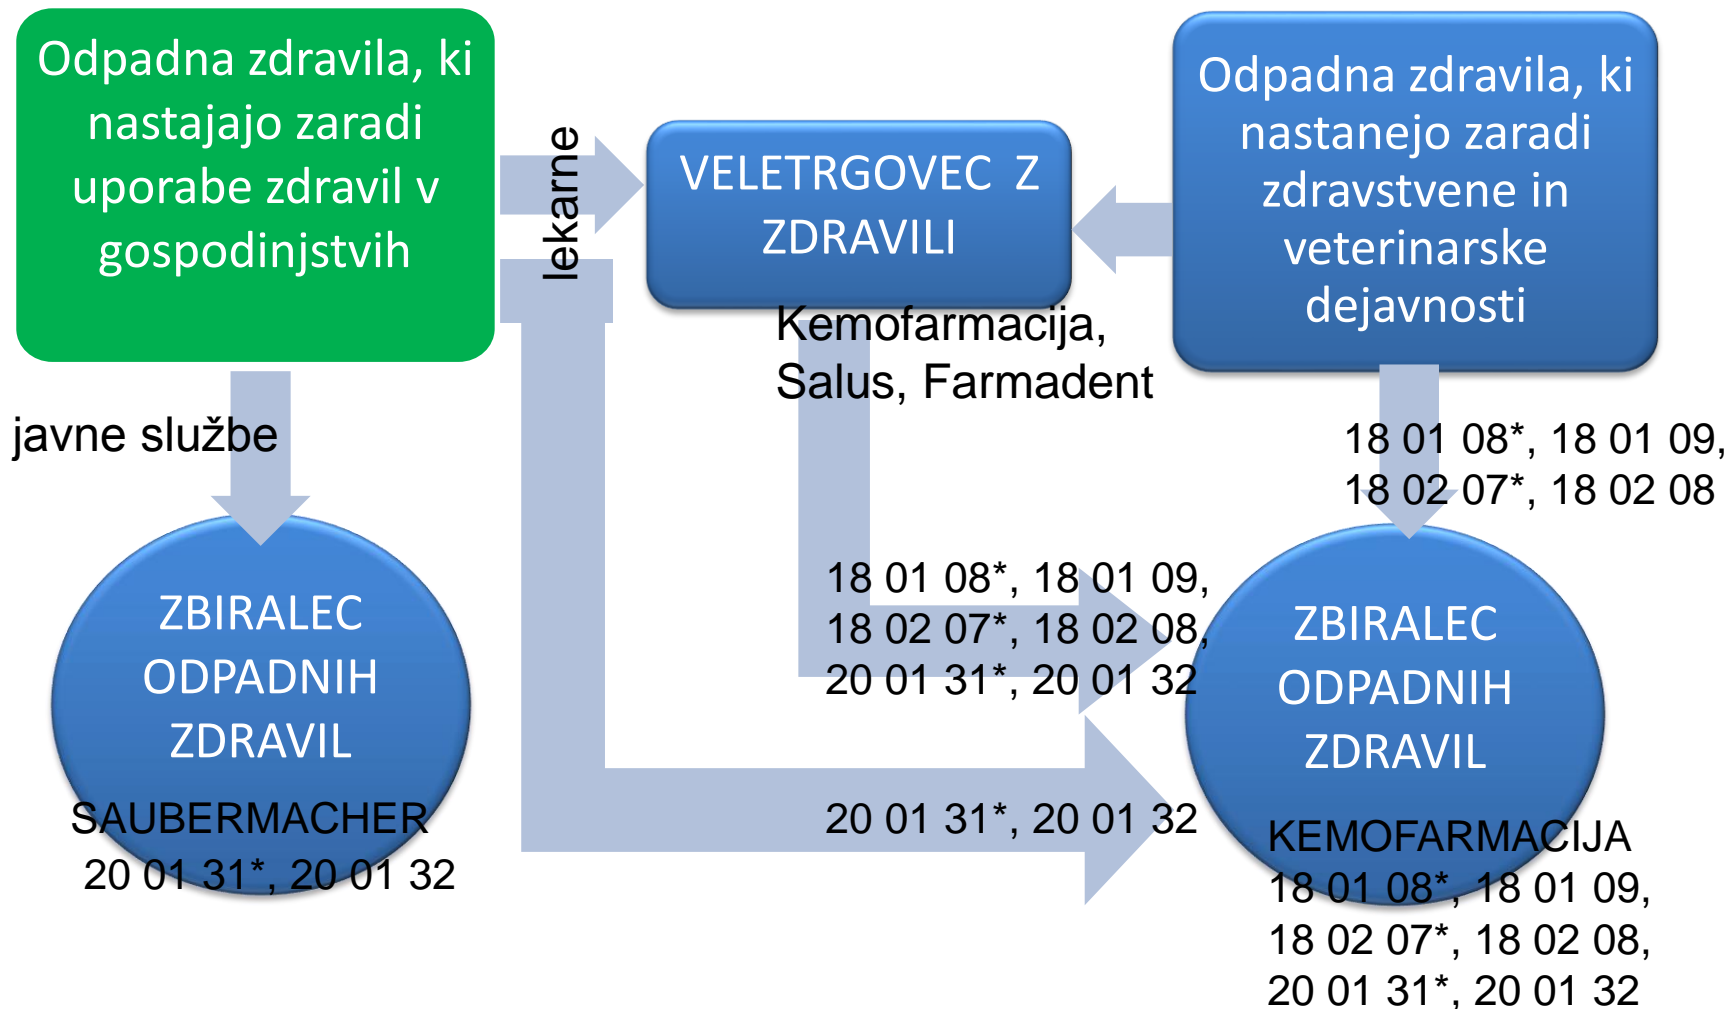 Odpadna zdravila, ki
nastajajo zaradi
uporabe zdravil v
gospodinjstvih
lekarne
VELETRGOVEC Z
ZDRAVILI
Kemofarmacija,
Salus, Farmadent
Odpadna zdravila, ki
nastanejo zaradi
zdravstvene in
veterinarske
dejavnosti
javne službe
18 01 08*, 18 01 09,
18 02 07*, 18 02 08
18 01 08*, 18 01 09,
18 02 07*, 18 02 08,
20 01 31*, 20 01 32
20 01 31*, 20 01 32
ZBIRALEC
ODPADNIH
ZDRAVIL
SAUBERMACHER
20 01 31*, 20 01 32
ZBIRALEC
ODPADNIH
ZDRAVIL
KEMOFARMACIJA
18 01 08*, 18 01 09,
18 02 07*, 18 02 08,
20 01 31*, 20 01 32